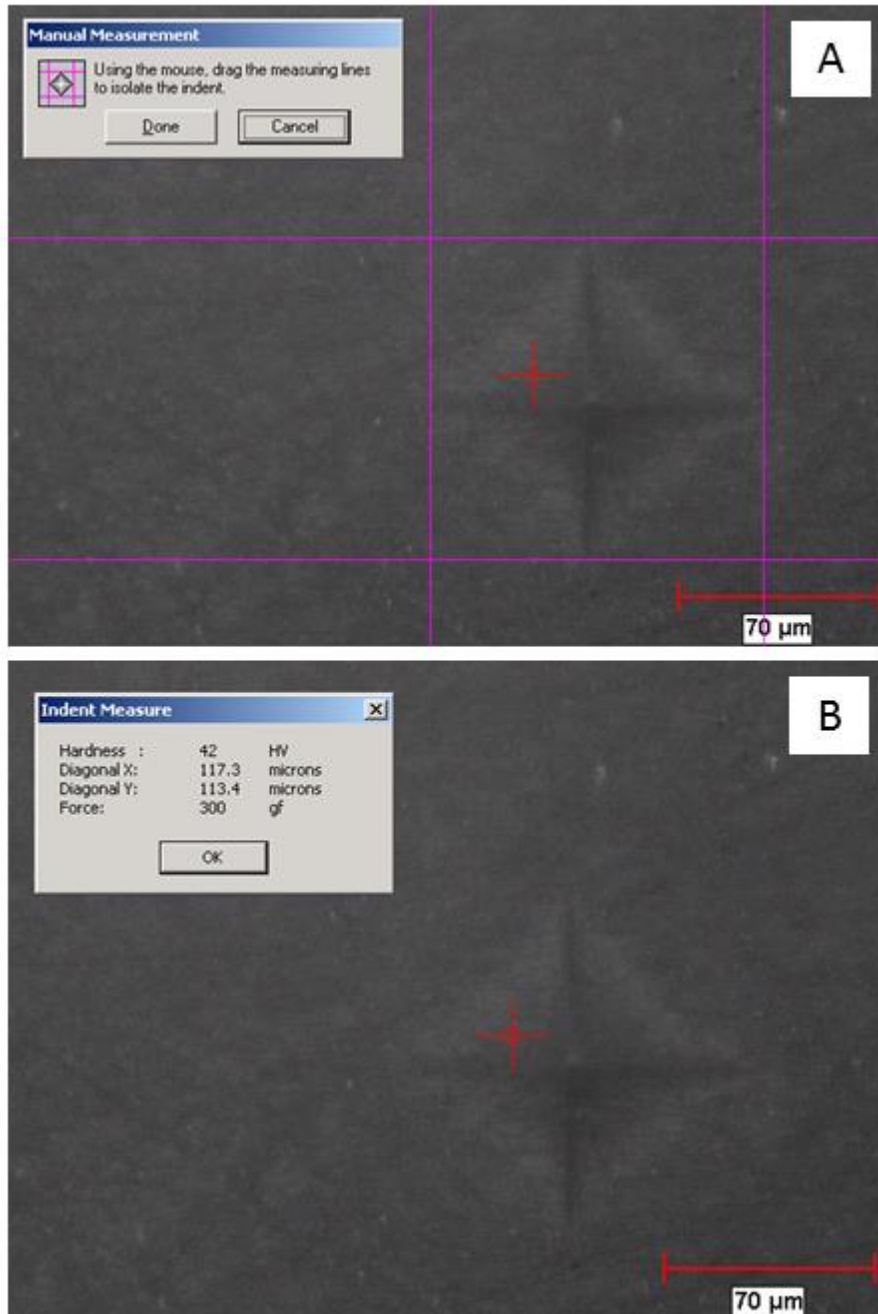 Manual Measurement
A
Using the mouse, drag the measuring lines
to isolate the indent.
Done Cancel
70 µm
Indent Measure
B
Hardness : 42 HV
Diagonal X: 117.3 microns
Diagonal Y: 113.4 microns
Force: 300 gf
OK
70 µm